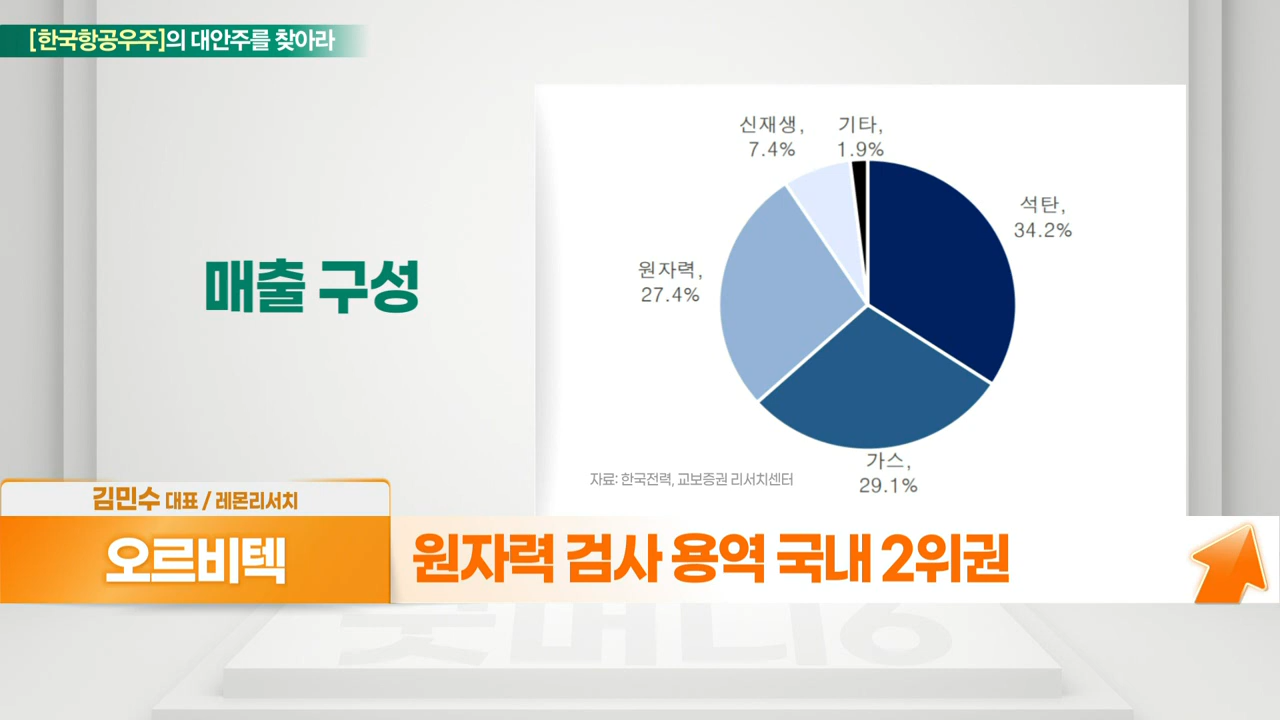 [한국항공우주]의 대안주를 찾아라
매출 구성
신재생,
7.4%
기타,
1.9%
석탄,
34.2%
원자력,
27.4%
가스,
29.1%
자료: 한국전력, 교보증권 리서치센터
김민수 대표 / 레몬리서치
오르비텍
원자력 검사 용역 국내 2위권
굿머니6